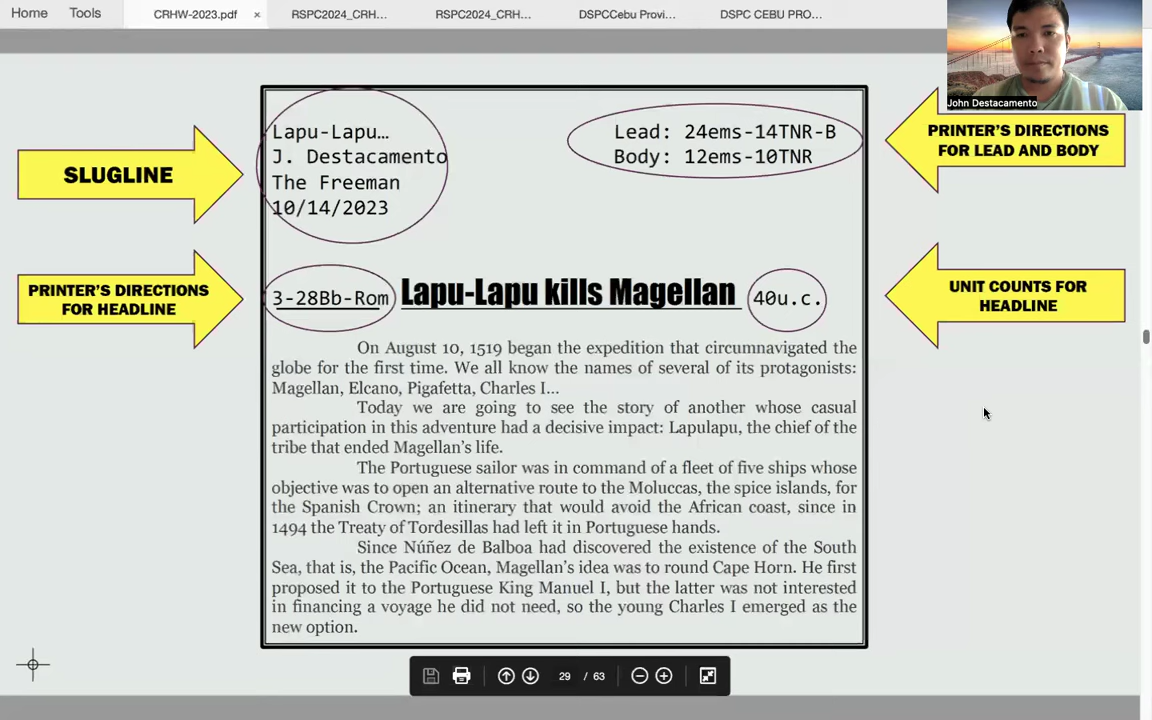 Home Tools CRHW-2023.pdf × RSPC2024_CRH... RSPC2024_CRH... DSPCCebu Provi... DSPC CEBU PRO...
John Destacamento
SLUGLINE
Lapu-Lapu…
J. Destacamento
The Freeman
10/14/2023
Lead: 24ems-14TNR-B
Body: 12ems-10TNR
PRINTER'S DIRECTIONS
FOR LEAD AND BODY
PRINTER'S DIRECTIONS
FOR HEADLINE
3-28Bb-Rom Lapu-Lapu kills Magellan 40u.c.
UNIT COUNTS FOR
HEADLINE
On August 10, 1519 began the expedition that circumnavigated the
globe for the first time. We all know the names of several of its protagonists:
Magellan, Elcano, Pigafetta, Charles I…
Today we are going to see the story of another whose casual
participation in this adventure had a decisive impact: Lapulapu, the chief of the
tribe that ended Magellan's life.
The Portuguese sailor was in command of a fleet of five ships whose
objective was to open an alternative route to the Moluccas, the spice islands, for
the Spanish Crown; an itinerary that would avoid the African coast, since in
1494 the Treaty of Tordesillas had left it in Portuguese hands.
Since Núñez de Balboa had discovered the existence of the South
Sea, that is, the Pacific Ocean, Magellan's idea was to round Cape Horn. He first
proposed it to the Portuguese King Manuel I, but the latter was not interested
in financing a voyage he did not need, so the young Charles I emerged as the
new option.
29 / 63